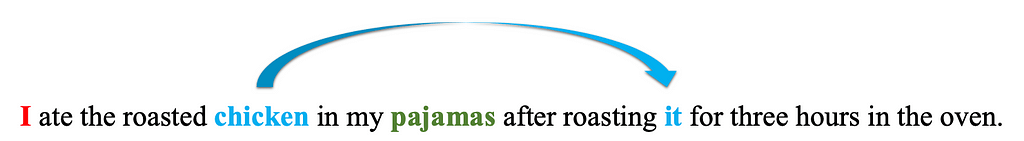 I ate the roasted chicken in my pajamas after roasting it for three hours in the oven.